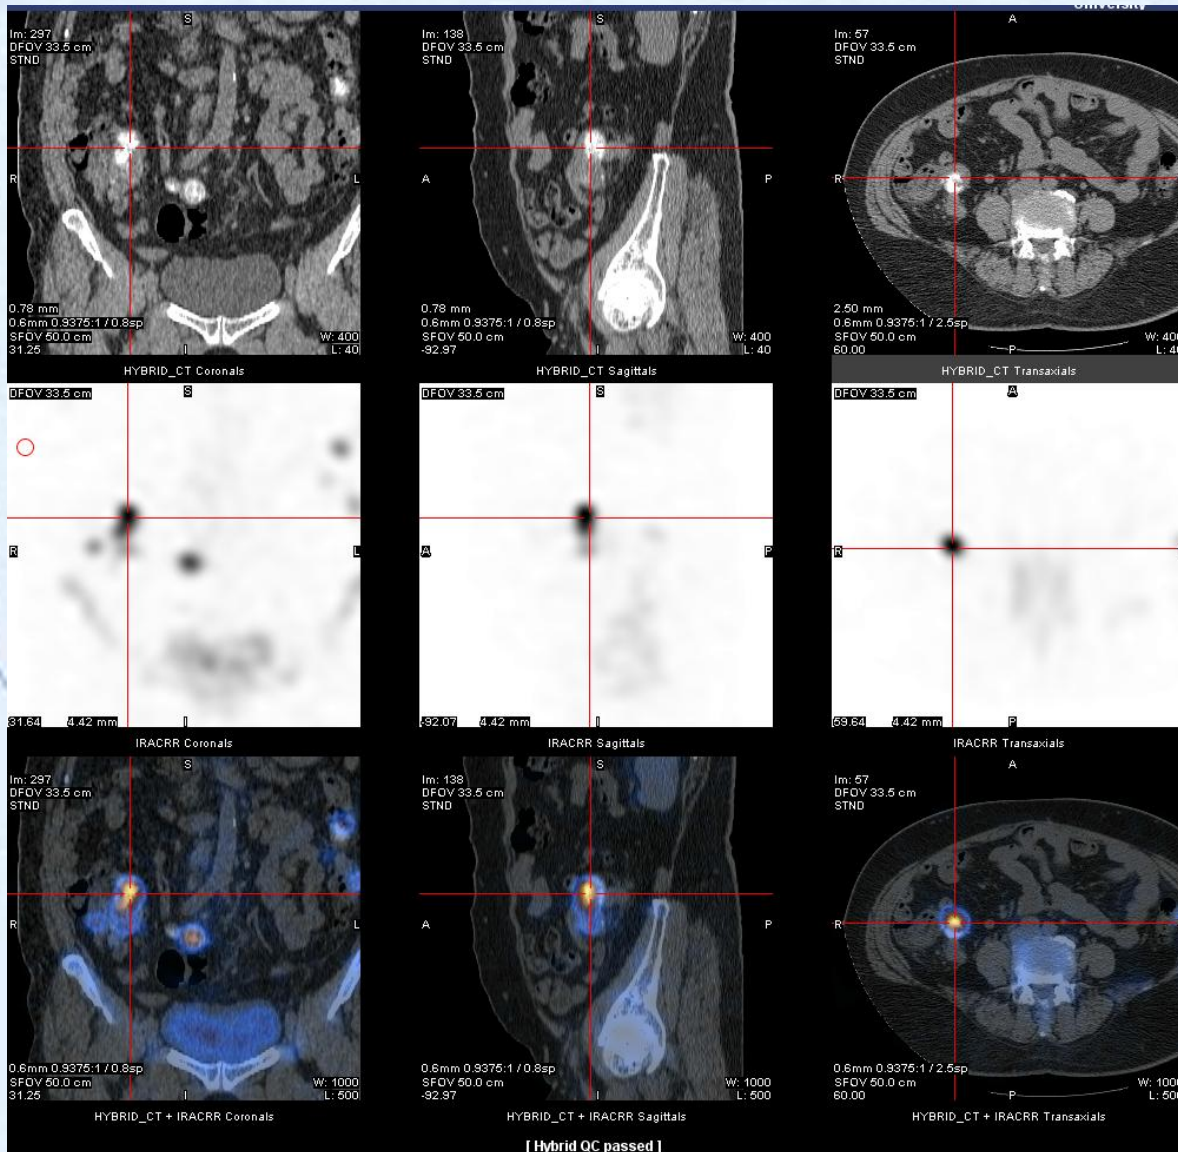 University
S
Im: 297
DFOV 33.5 cm
STND
R
L
0.78 mm
0.6mm 0.9375:1 / 0.8sp
SFOV 50.0 cm
31.25
W: 400
L: 40
I
HYBRID_CT Coronals
S
Im: 138
DFOV 33.5 cm
STND
A
P
0.78 mm
0.6mm 0.9375:1 / 0.8sp
SFOV 50.0 cm
-92.97
W: 400
L: 40
I
HYBRID_CT Sagittals
A
Im: 57
DFOV 33.5 cm
STND
R
2.50 mm
0.6mm 0.9375:1 / 2.5sp
SFOV 50.0 cm
60.00
W: 400
L: 40
P
HYBRID_CT Transaxials
DFOV 33.5 cm
S
R
L
31.64 4.42 mm
I
IRACRR Coronals
DFOV 33.5 cm
S
A
P
-92.07 4.42 mm
I
IRACRR Sagittals
DFOV 33.5 cm
A
R
59.64 4.42 mm
P
IRACRR Transaxials
S
Im: 297
DFOV 33.5 cm
STND
R
L
0.6mm 0.9375:1 / 0.8sp
SFOV 50.0 cm
31.25
W: 1000
L: 500
I
HYBRID_CT + IRACRR Coronals
S
Im: 138
DFOV 33.5 cm
STND
A
P
0.6mm 0.9375:1 / 0.8sp
SFOV 50.0 cm
-92.97
W: 1000
L: 500
I
HYBRID_CT + IRACRR Sagittals
A
Im: 57
DFOV 33.5 cm
STND
R
0.6mm 0.9375:1 / 2.5sp
SFOV 50.0 cm
60.00
W: 1000
L: 500
P
HYBRID_CT + IRACRR Transaxials
[ Hybrid QC passed ]